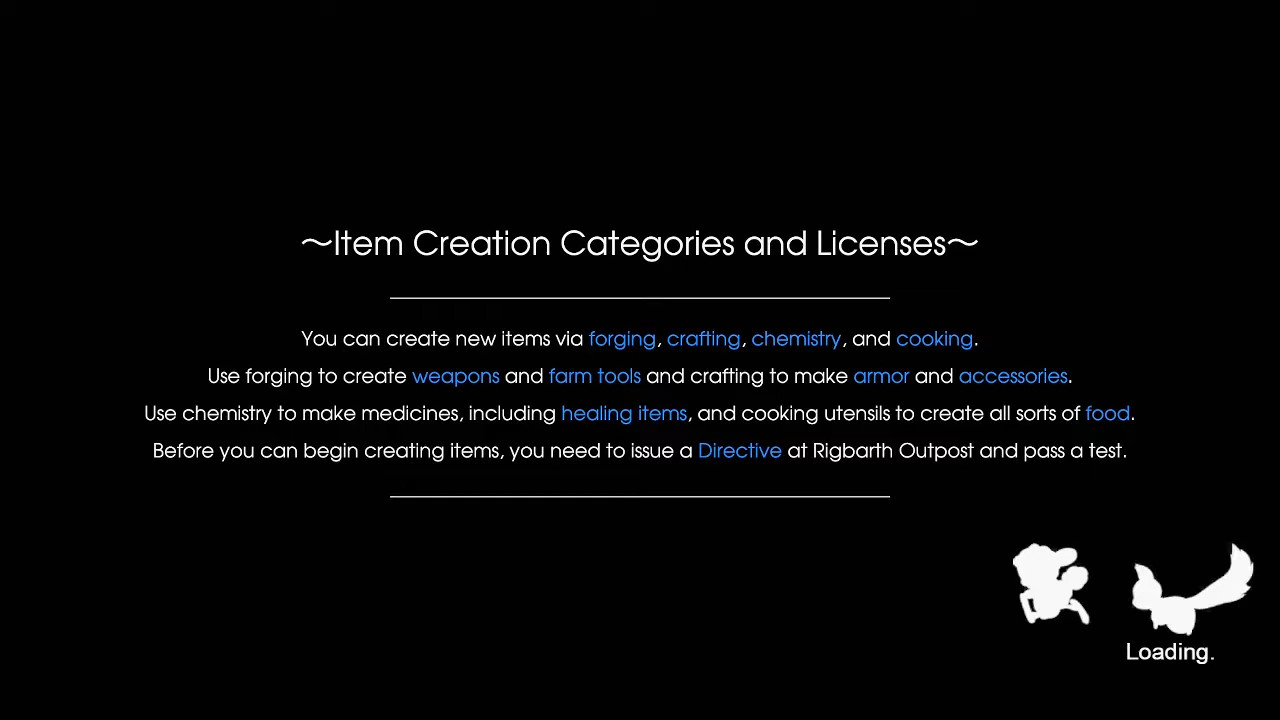 ～Item Creation Categories and Licenses～
You can create new items via forging, crafting, chemistry, and cooking.
Use forging to create weapons and farm tools and crafting to make armor and accessories.
Use chemistry to make medicines, including healing items, and cooking utensils to create all sorts of food.
Before you can begin creating items, you need to issue a Directive at Rigbarth Outpost and pass a test.
Loading.